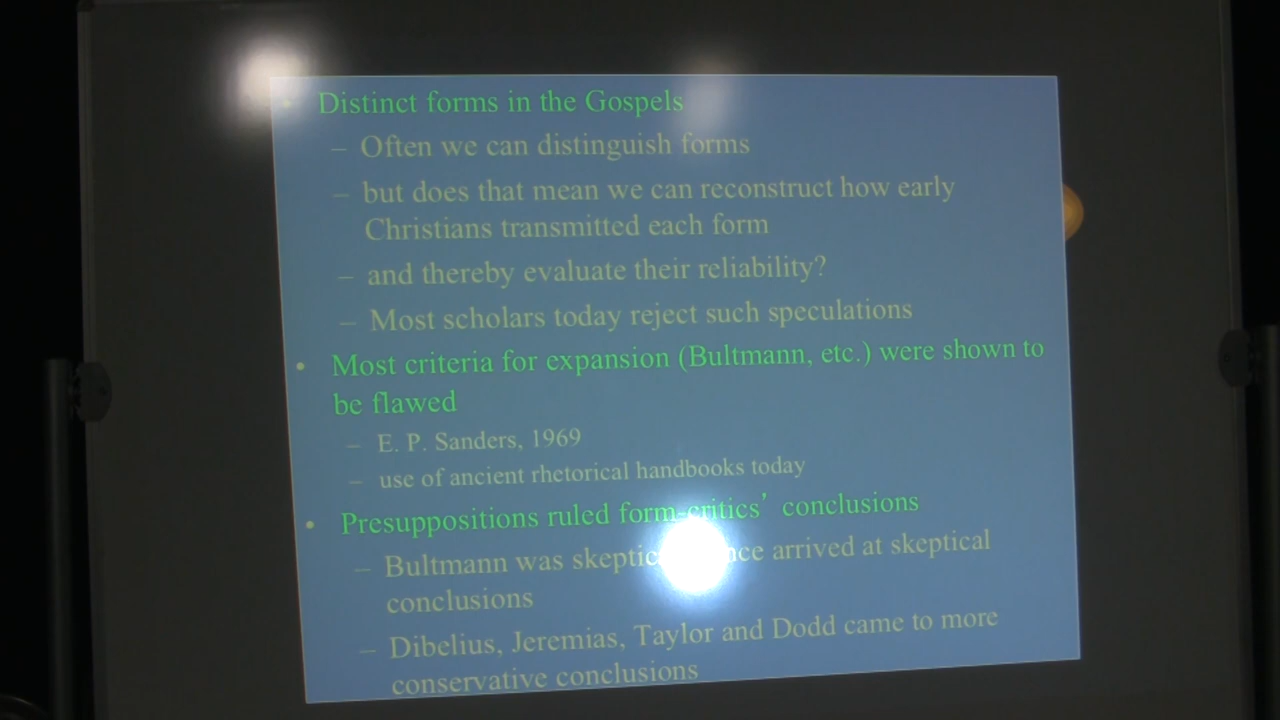 • Distinct forms in the Gospels
– Often we can distinguish forms
– but does that mean we can reconstruct how early
Christians transmitted each form
– and thereby evaluate their reliability?
– Most scholars today reject such speculations
• Most criteria for expansion (Bultmann, etc.) were shown to
be flawed
– E. P. Sanders, 1969
– use of ancient rhetorical handbooks today
• Presuppositions ruled form-critics’ conclusions
– Bultmann was arrived at skeptical
conclusions
– Dibelius, Jeremias, Taylor and Dodd came to more
conservative conclusions